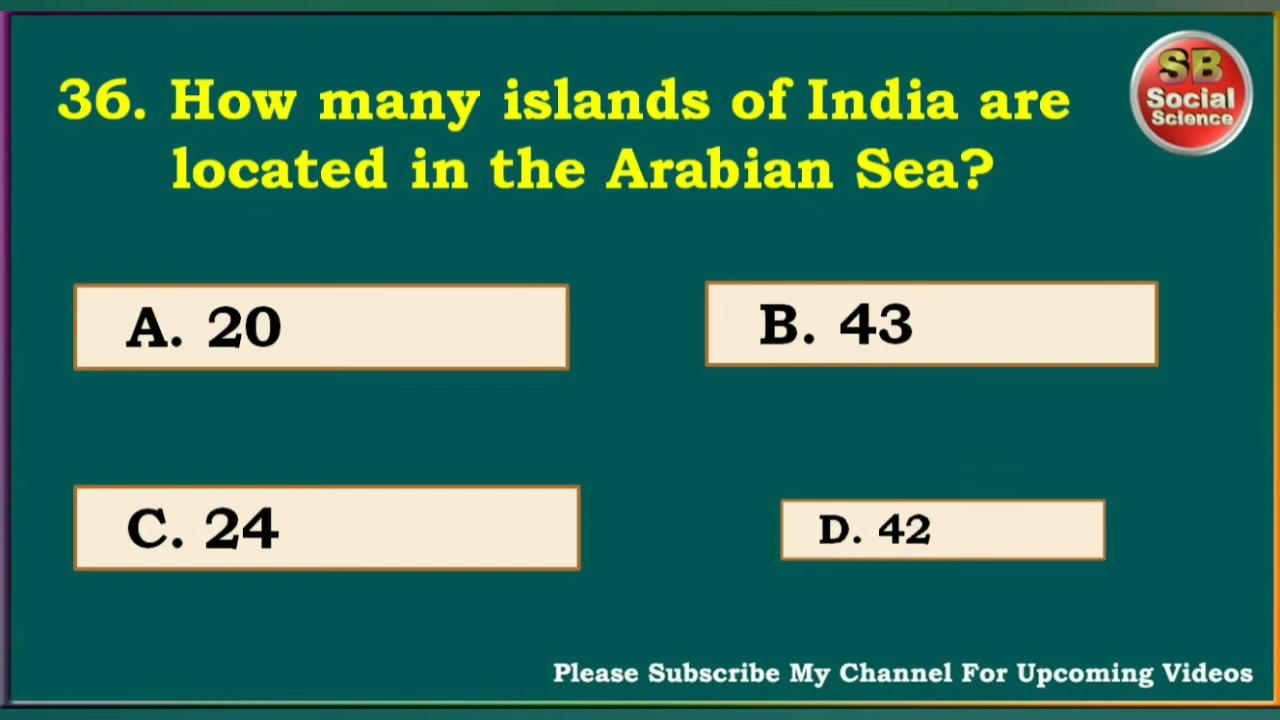 36. How many islands of India are
located in the Arabian Sea?
SB
Social
Science
A. 20
B. 43
C. 24
D. 42
Please Subscribe My Channel For Upcoming Videos